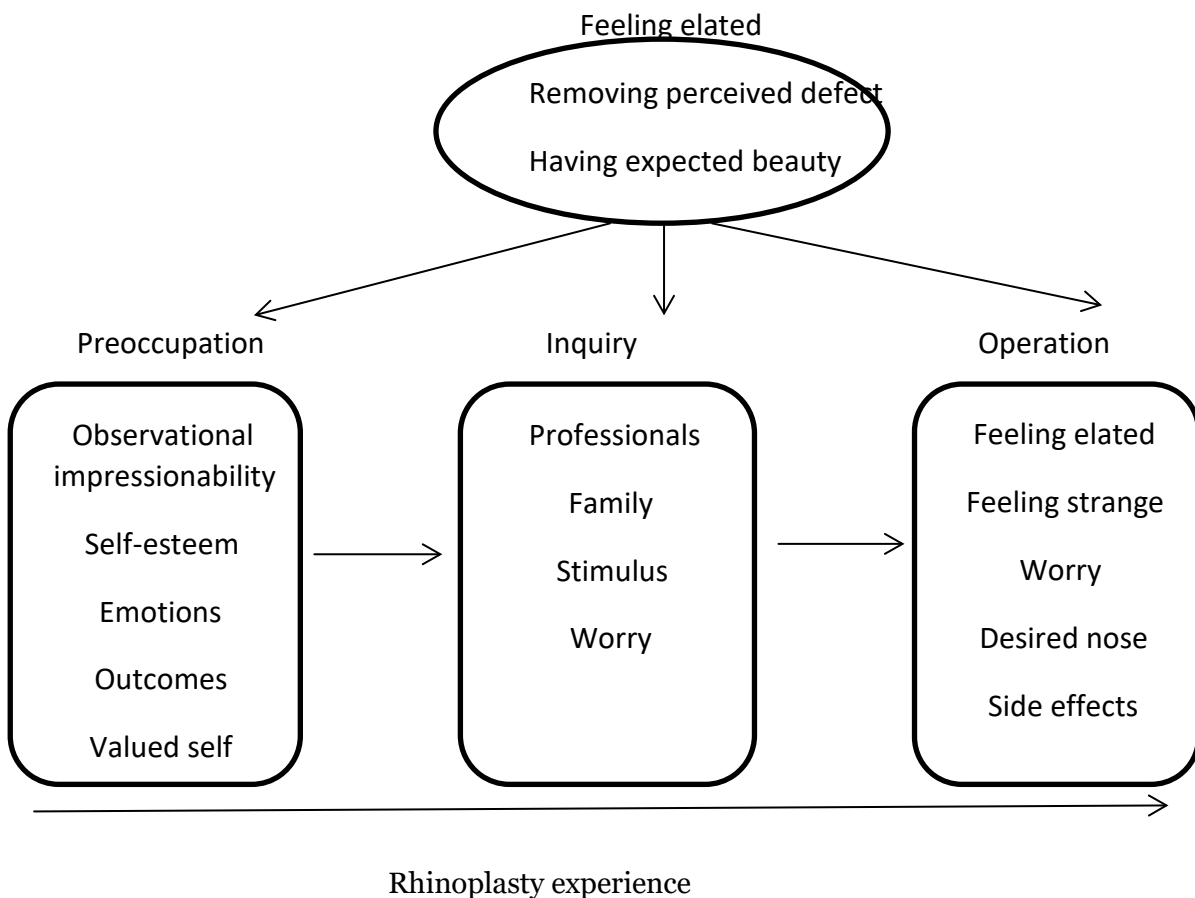 Feeling elated
Removing perceived defect
Having expected beauty
Preoccupation
Inquiry
Operation
Observational
impressionability
Self-esteem
Emotions
Outcomes
Valued self
Professionals
Family
Stimulus
Worry
Feeling elated
Feeling strange
Worry
Desired nose
Side effects
Rhinoplasty experience